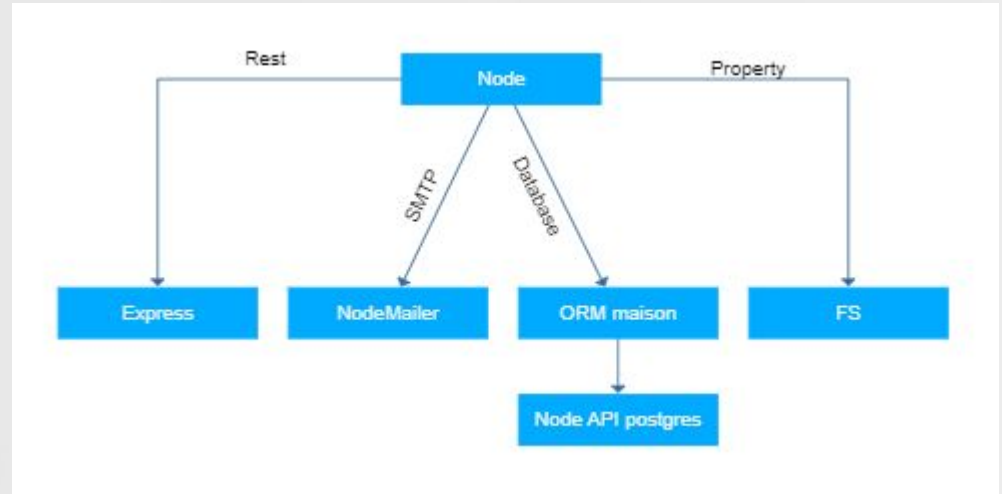 Node
Rest
Property
SMTP
Database
Express
NodeMailer
ORM maison
FS
Node API postgres